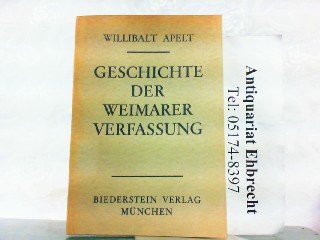 WILLIBALT APELT
GESCHICHTE
DER
WEIMARER
VERFASSUNG
BIEDERSTEIN VERLAG
MÜNCHEN
Antiquariat Ehbrecht
Tel: 05174-8397